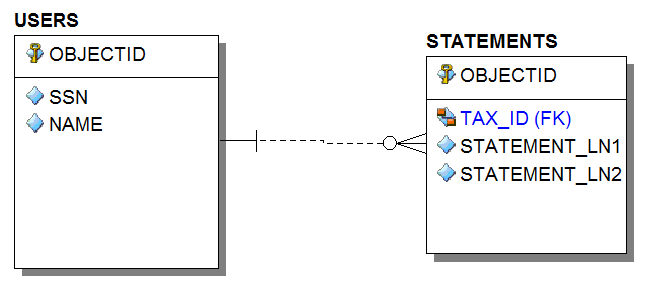 USERS
OBJECTID
SSN
NAME
STATEMENTS
OBJECTID
TAX_ID (FK)
STATEMENT_LN1
STATEMENT_LN2